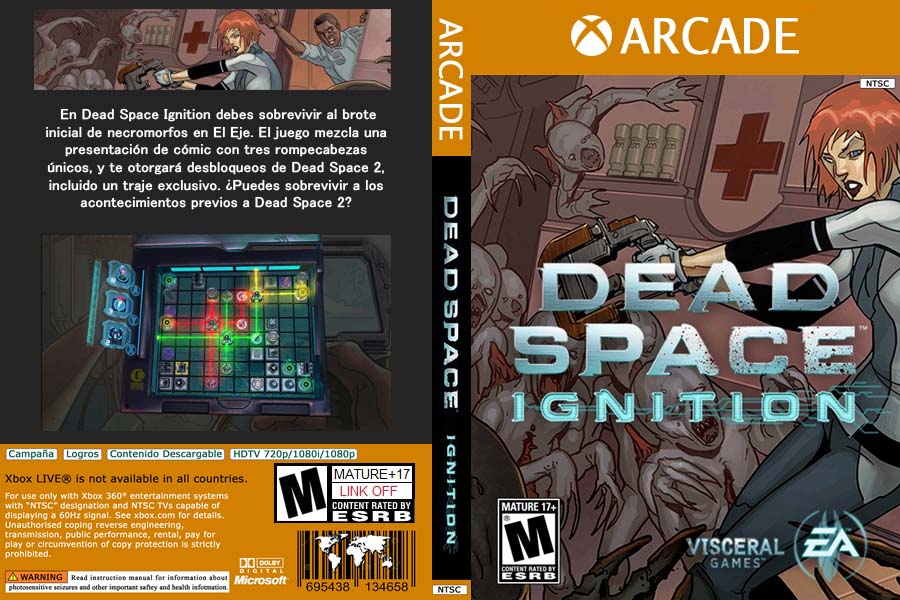 En Dead Space Ignition debes sobrevivir al brote
inicial de necromorfos en El Eje. El juego mezcla una
presentación de cómic con tres rompecabezas
únicos, y te otorgará desbloqueos de Dead Space 2,
incluido un traje exclusivo. ¿Puedes sobrevivir a los
acontecimientos previos a Dead Space 2?
Campaña Logros Contenido Descargable HDTV 720p/1080i/1080p
Xbox LIVE® is not available in all countries.
For use only with Xbox 360® entertainment systems
with “NTSC” designation and NTSC TVs capable of
displaying a 60Hz signal. See xbox.com for details.
Unauthorised coping reverse engineering,
transmission, public performance, rental, pay for
play or circumvention of copy protection is strictly
prohibited.
WARNING Read instruction manual for information about
photosensitive seizures and other important saftey and health infotmation.
M
MATURE+17
LINK OFF
CONTENT RATED BY
ESRB
DOLBY
DIGITAL
Microsoft
695438 134658
ARCADE
DEAD SPACE™
IGNITION
NTSC
ARCADE
NTSC
DEAD
SPACE™
IGNITION
MATURE 17+
M
®
CONTENT RATED BY
ESRB
VISCERAL
GAMES™
EA™